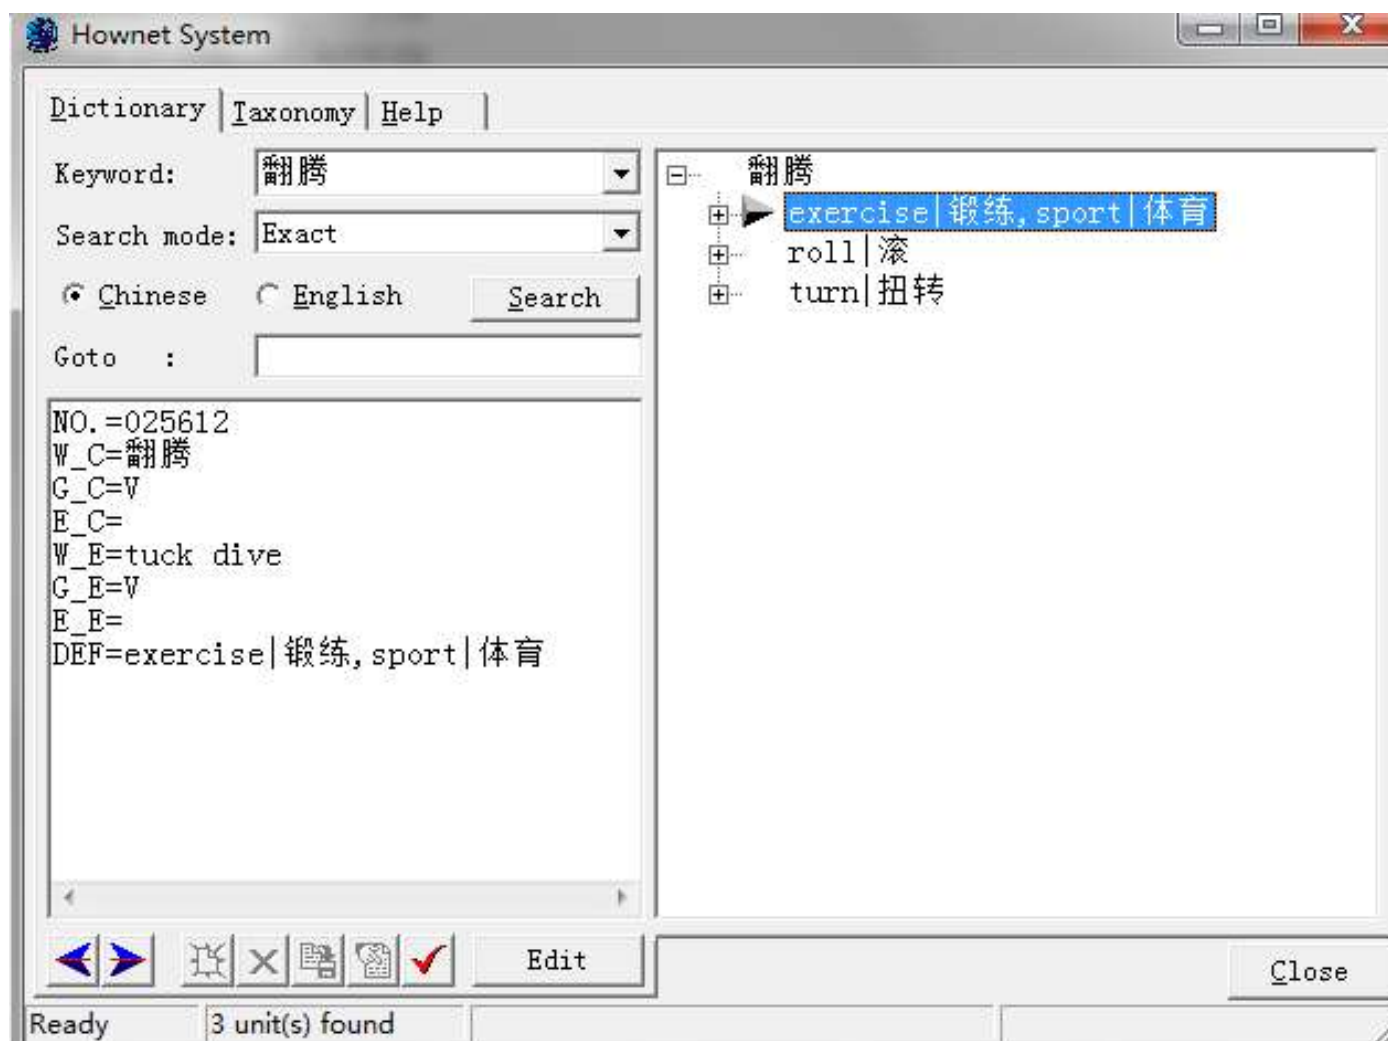 Hownet System
Dictionary Taxonomy Help
Keyword: 翻腾
Search mode: Exact
Chinese English Search
Goto :
NO.=025612
W_C=翻腾
G_C=V
E_C=
W_E=tuck dive
G_E=V
E_E=
DEF=exercise|锻练,sport|体育
翻腾
exercise|锻练,sport|体育
roll|滚
turn|扭转
Edit
Close
Ready 3 unit(s) found